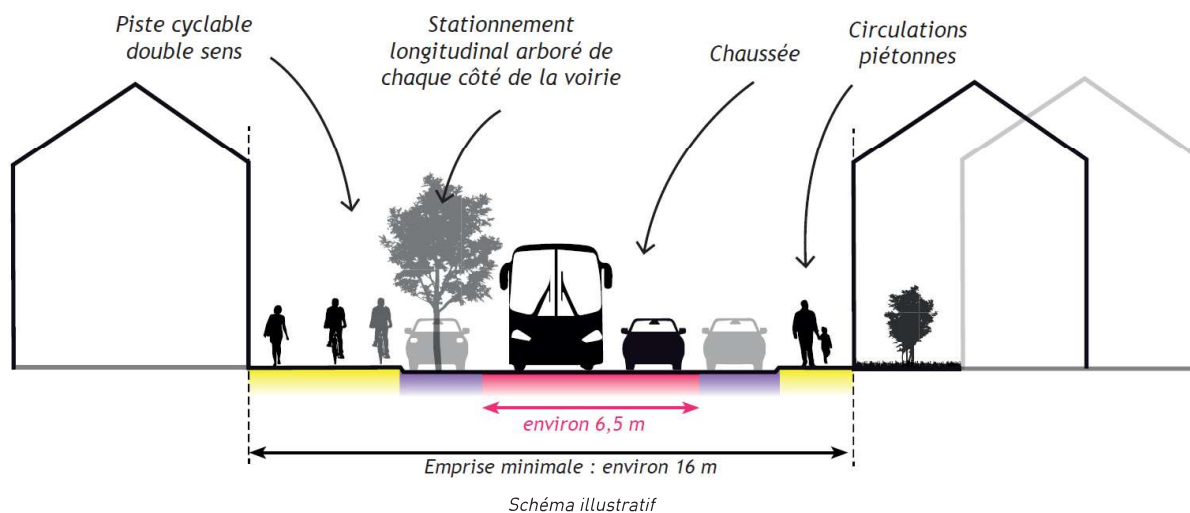 Piste cyclable
double sens
Stationnement
longitudinal arboré de
chaque côté de la voirie
Chaussée
Circulations
piétonnes
environ 6,5 m
Emprise minimale : environ 16 m
Schéma illustratif